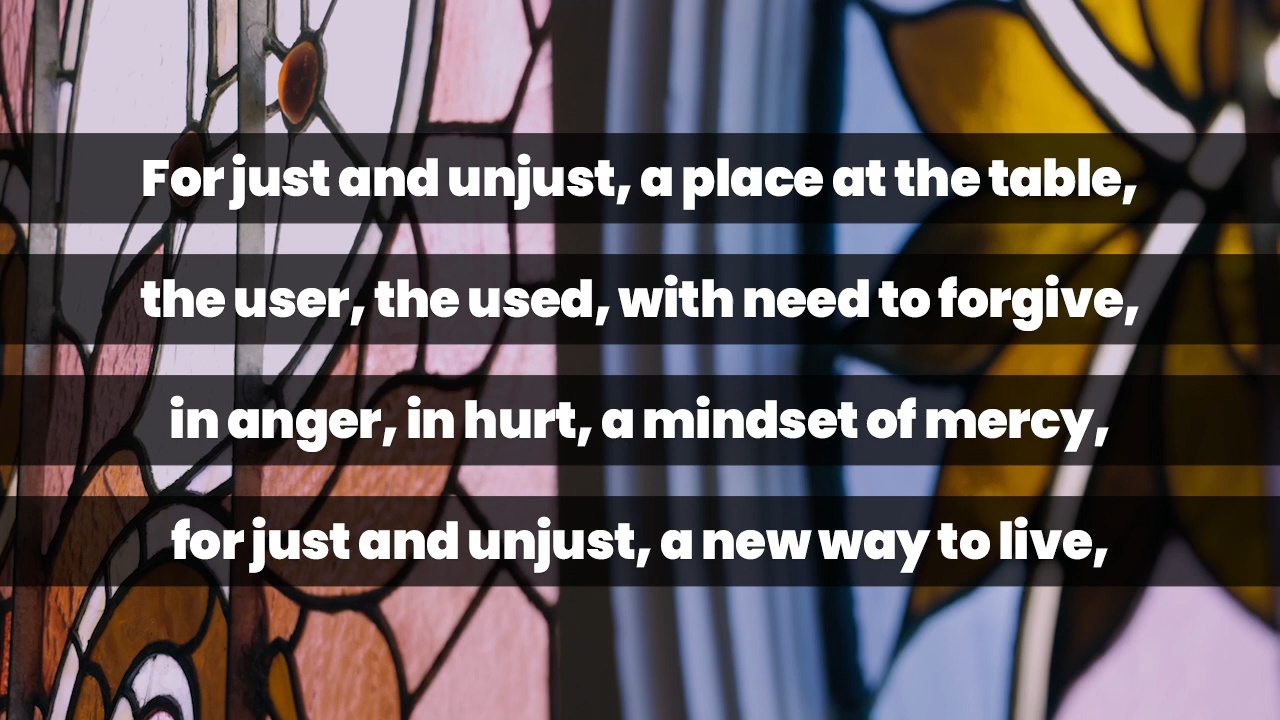 For just and unjust, a place at the table,
the user, the used, with need to forgive,
in anger, in hurt, a mindset of mercy,
for just and unjust, a new way to live,